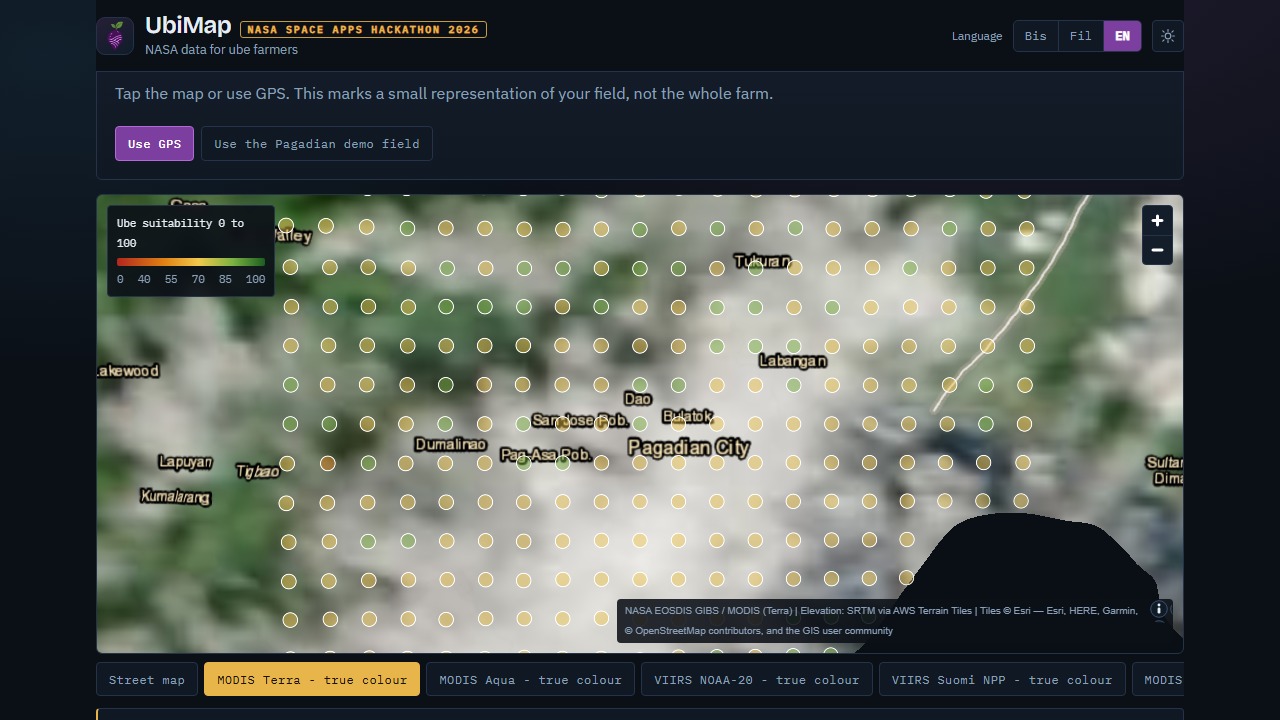 UbiMap NASA SPACE APPS HACKATHON 2026
NASA data for ube farmers
Language Bis Fil EN
Tap the map or use GPS. This marks a small representation of your field, not the whole farm.
Use GPS Use the Pagadian demo field
Ube suitability 0 to
100
0 40 55 70 85 100
+
−
Tukuran
Labangan
Dao
San Jose Pob. Bulatok
Dumalinao Pagadian City
Pag-Asa Pob.
Lapuyan Tigbao
Kumalarang
NASA EOSDIS GIBS / MODIS (Terra) | Elevation: SRTM via AWS Terrain Tiles | Tiles © Esri — Esri, HERE, Garmin,
© OpenStreetMap contributors, and the GIS user community
Street map MODIS Terra - true colour MODIS Aqua - true colour VIIRS NOAA-20 - true colour VIIRS Suomi NPP - true colour MODIS